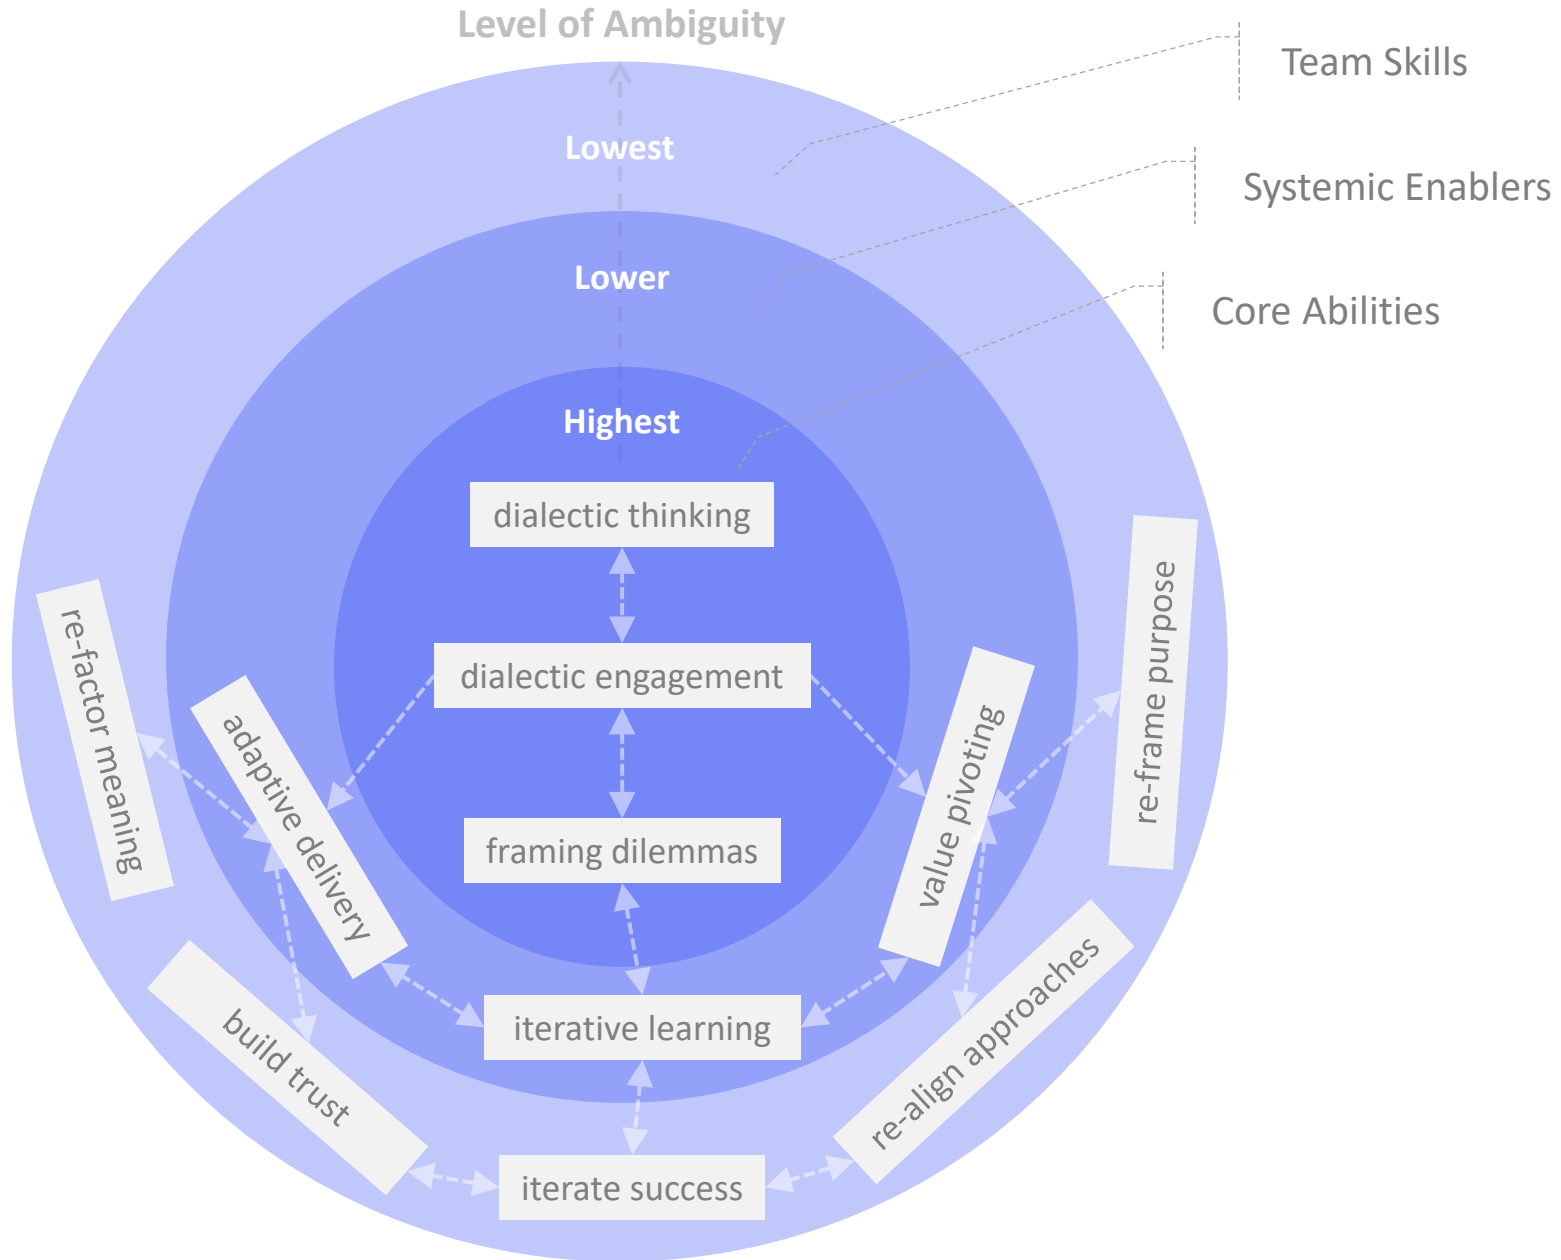 Level of Ambiguity
Team Skills
Lowest
Systemic Enablers
Lower
Core Abilities
Highest
dialectic thinking
re-frame purpose
re-factor meaning
dialectic engagement
adaptive delivery
value pivoting
framing dilemmas
iterative learning
build trust
re-align approaches
iterate success